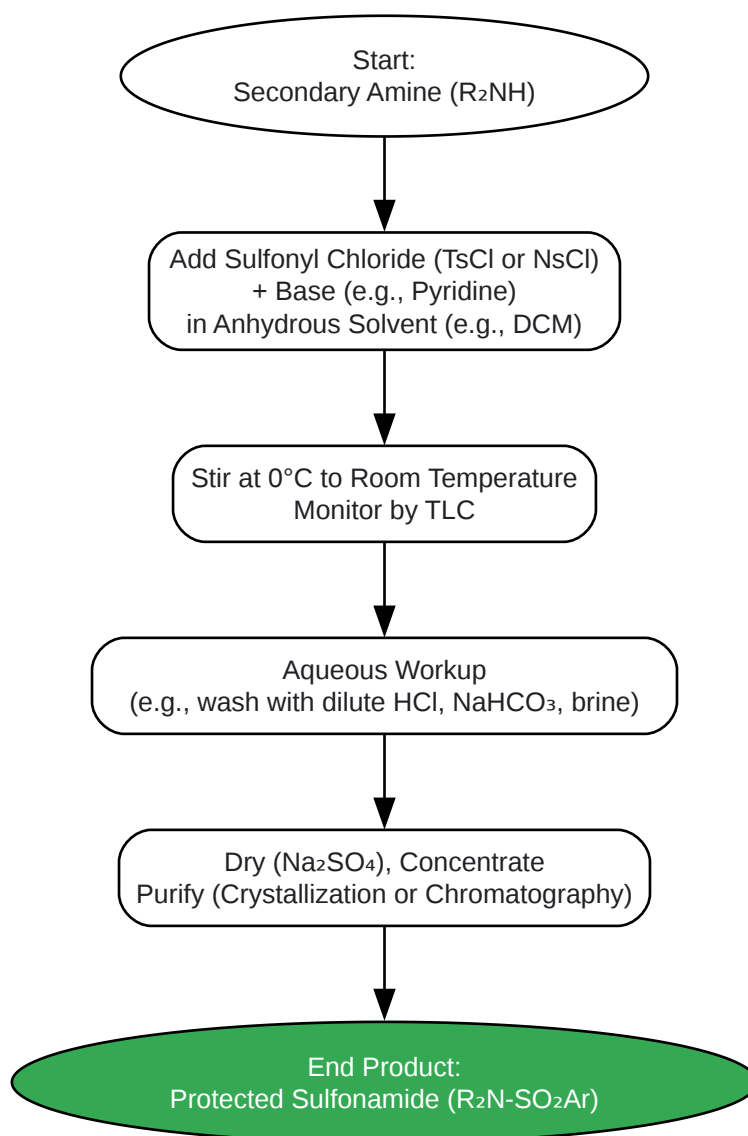 Start:
Secondary Amine (R₂NH)
Add Sulfonyl Chloride (TsCl or NsCl)
+ Base (e.g., Pyridine)
in Anhydrous Solvent (e.g., DCM)
Stir at 0°C to Room Temperature
Monitor by TLC
Aqueous Workup
(e.g., wash with dilute HCl, NaHCO₃, brine)
Dry (Na₂SO₄), Concentrate
Purify (Crystallization or Chromatography)
End Product:
Protected Sulfonamide (R₂N-SO₂Ar)